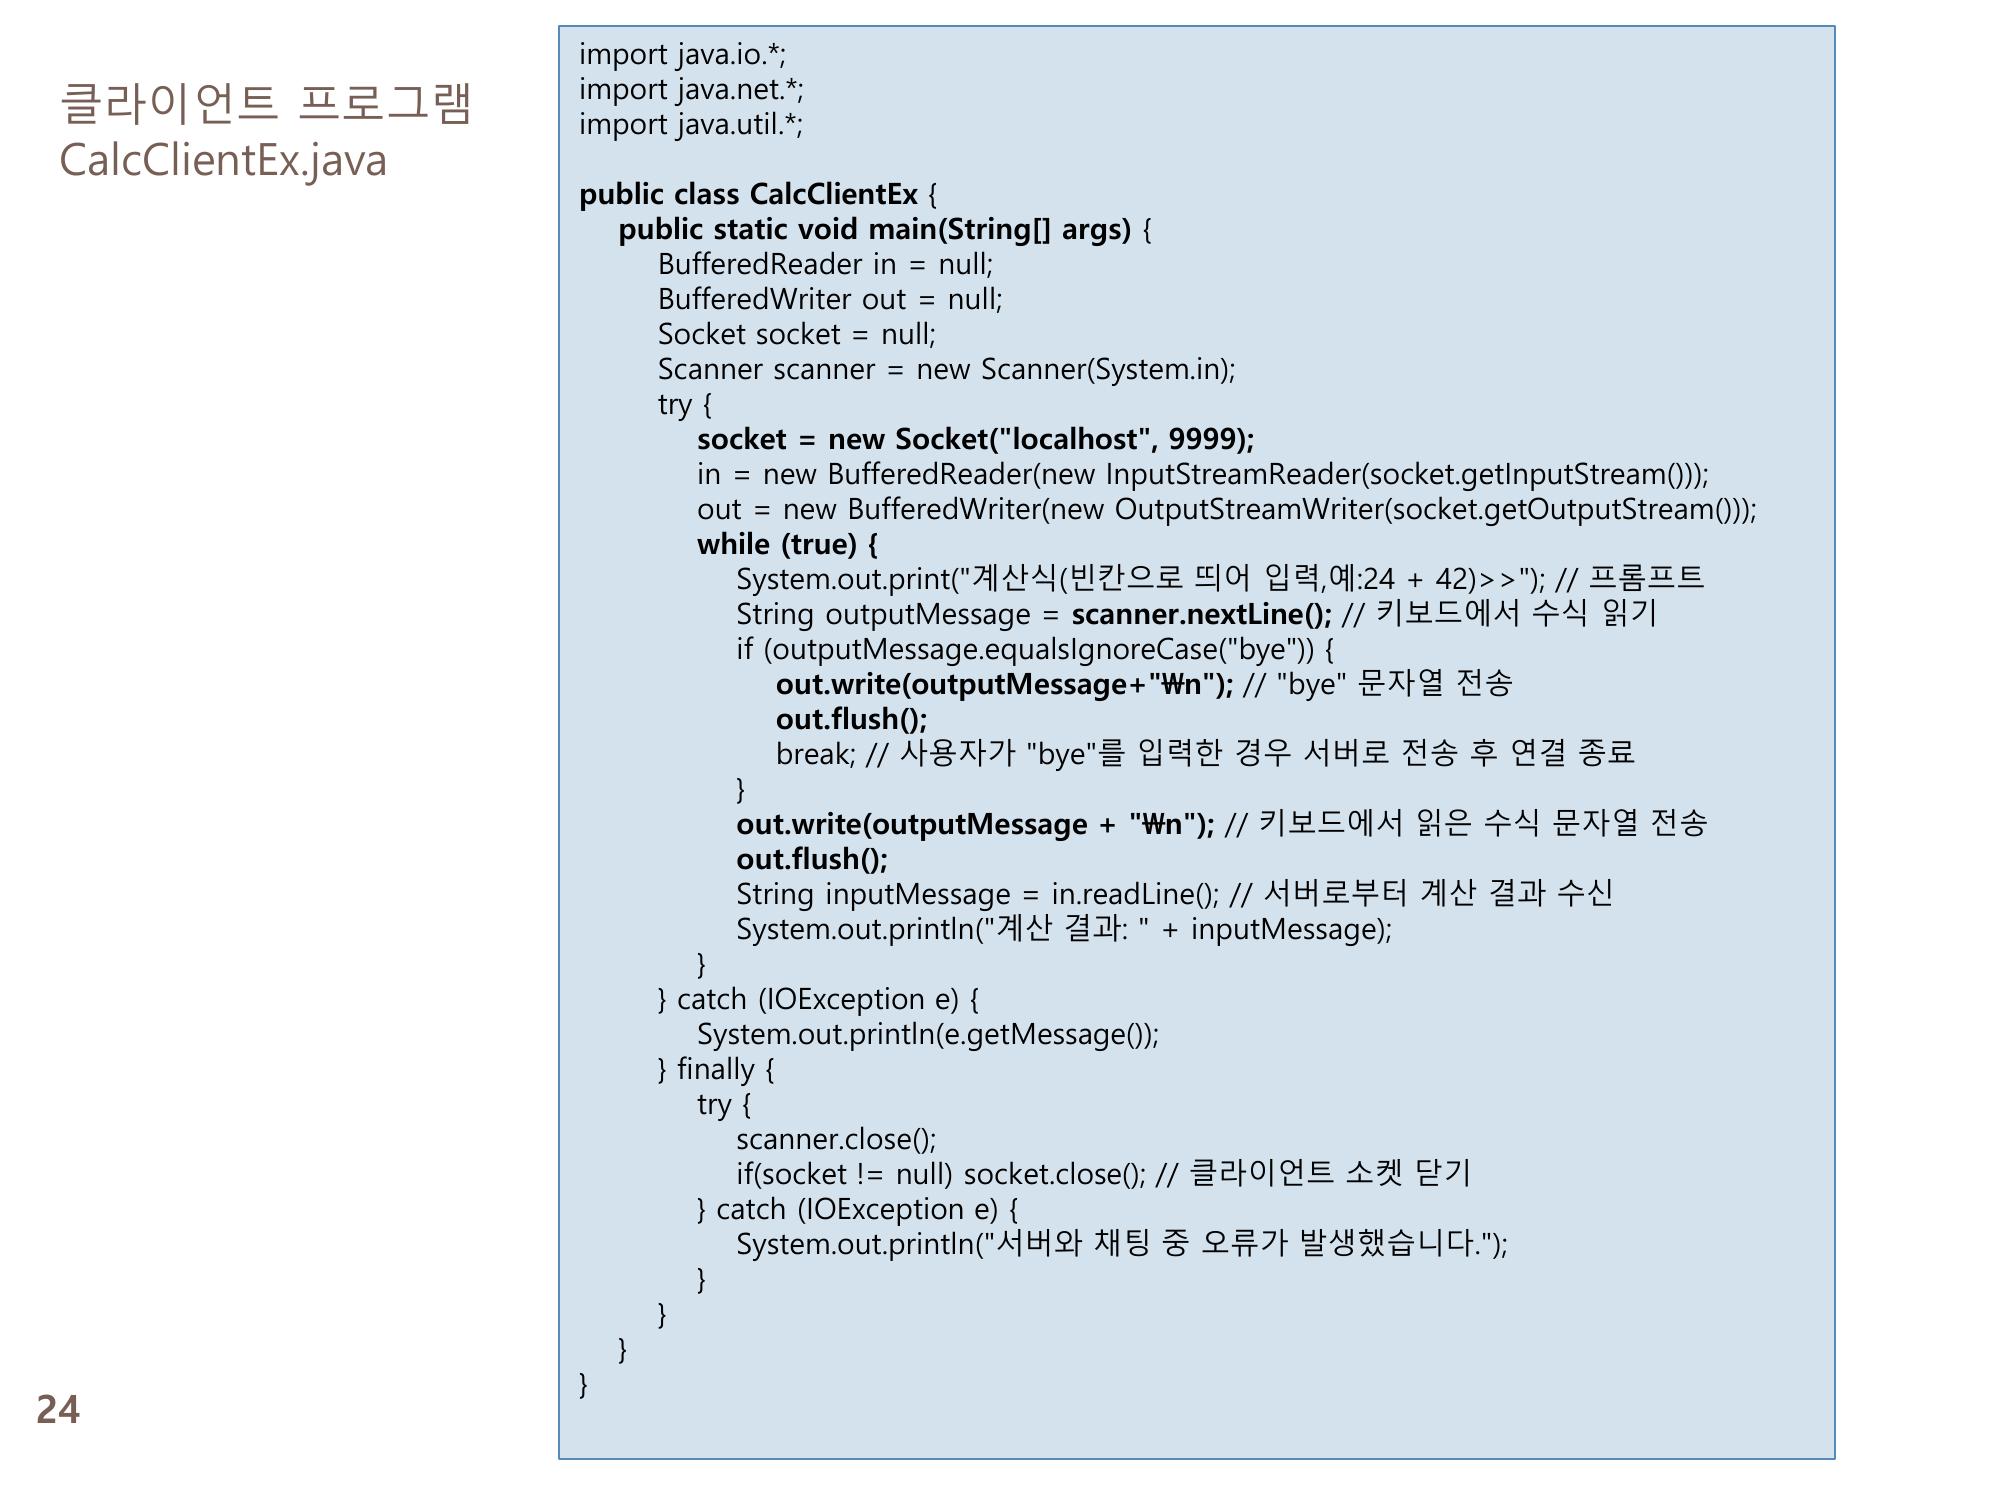 클라이언트 프로그램
CalcClientEx.java
import java.io.*;
import java.net.*;
import java.util.*;
public class CalcClientEx {
public static void main(String[] args) {
BufferedReader in = null;
BufferedWriter out = null;
Socket socket = null;
Scanner scanner = new Scanner(System.in);
try {
socket = new Socket("localhost", 9999);
in = new BufferedReader(new InputStreamReader(socket.getInputStream()));
out = new BufferedWriter(new OutputStreamWriter(socket.getOutputStream()));
while (true) {
System.out.print("계산식(빈칸으로 띄어 입력,예:24 + 42)>>"); // 프롬프트
String outputMessage = scanner.nextLine(); // 키보드에서 수식 읽기
if (outputMessage.equalsIgnoreCase("bye")) {
out.write(outputMessage+"₩n"); // "bye" 문자열 전송
out.flush();
break; // 사용자가 "bye"를 입력한 경우 서버로 전송 후 연결 종료
}
out.write(outputMessage + "₩n"); // 키보드에서 읽은 수식 문자열 전송
out.flush();
String inputMessage = in.readLine(); // 서버로부터 계산 결과 수신
System.out.println("계산 결과: " + inputMessage);
}
} catch (IOException e) {
System.out.println(e.getMessage());
} finally {
try {
scanner.close();
if(socket != null) socket.close(); // 클라이언트 소켓 닫기
} catch (IOException e) {
System.out.println("서버와 채팅 중 오류가 발생했습니다.");
}
}
}
}
24